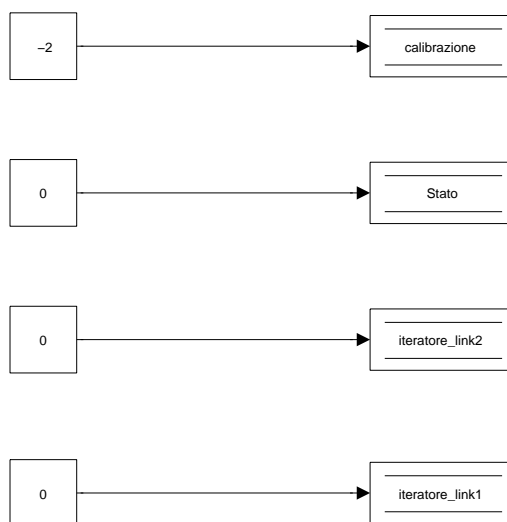 –2
calibrazione
0
Stato
0
iteratore_link2
0
iteratore_link1